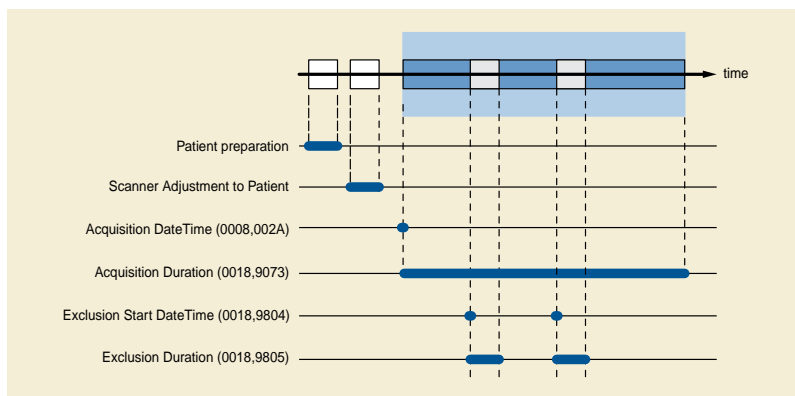 time
Patient preparation
Scanner Adjustment to Patient
Acquisition DateTime (0008,002A)
Acquisition Duration (0018,9073)
Exclusion Start DateTime (0018,9804)
Exclusion Duration (0018,9805)